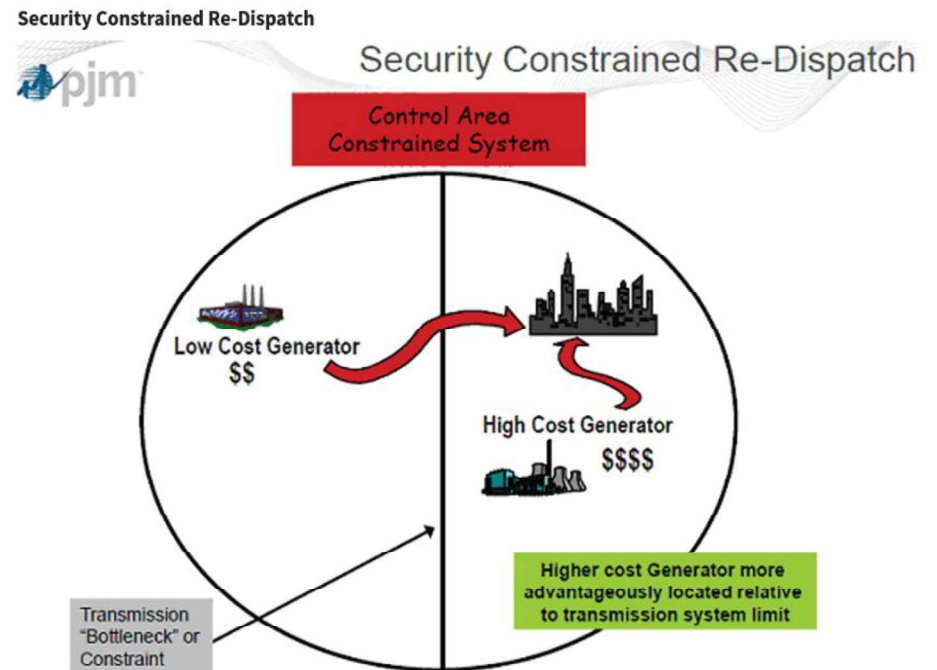 Security Constrained Re-Dispatch
pjm
Security Constrained Re-Dispatch
Control Area
Constrained System
Low Cost Generator
$$
High Cost Generator
$$$$
Higher cost Generator more
advantageously located relative
to transmission system limit
Transmission
"Bottleneck" or
Constraint